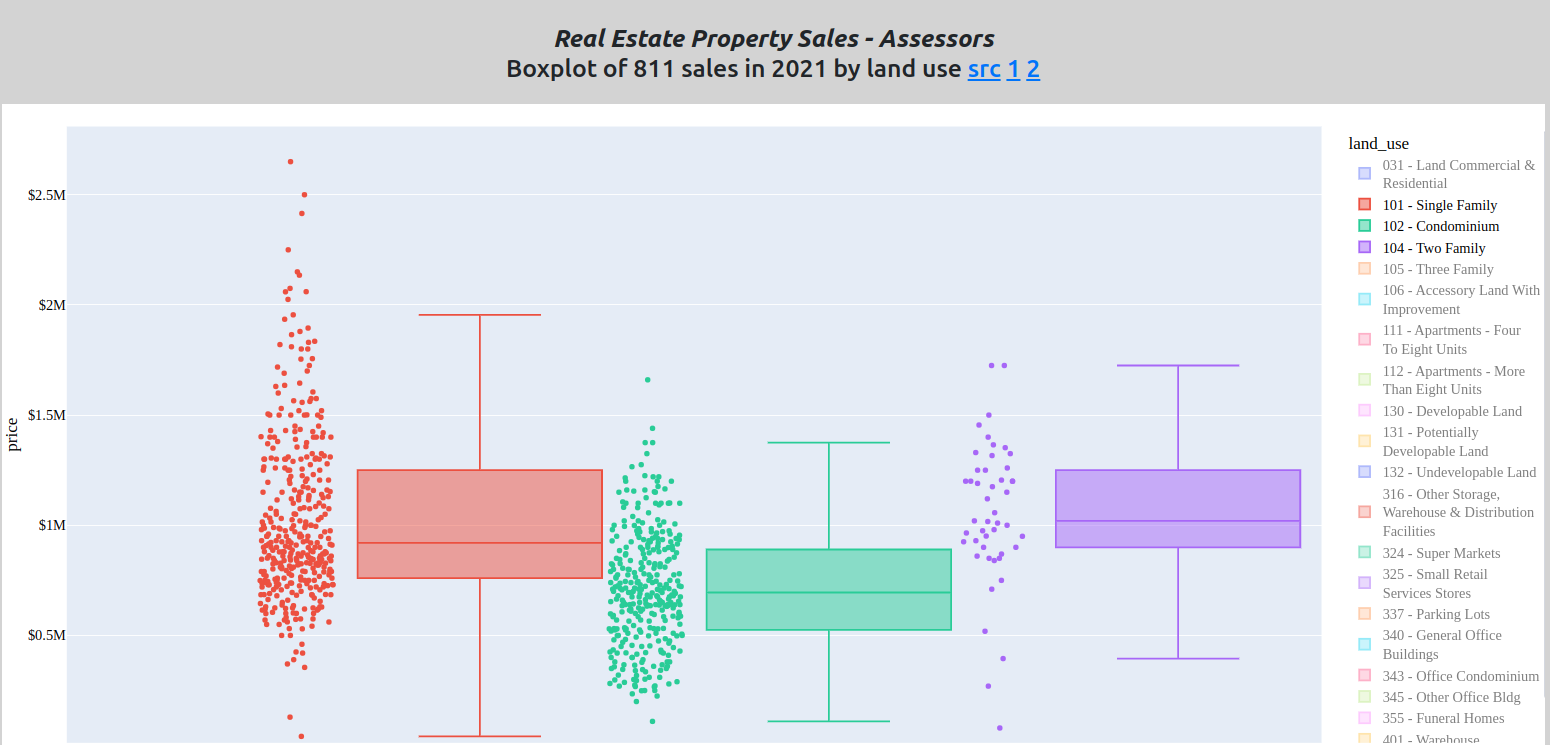 Real Estate Property Sales - Assessors
Boxplot of 811 sales in 2021 by land use src 1 2
$2.5M
$2M
$1.5M
$1M
$0.5M
price
land_use
031 - Land Commercial &
Residential
101 - Single Family
102 - Condominium
104 - Two Family
105 - Three Family
106 - Accessory Land With
Improvement
111 - Apartments - Four
To Eight Units
112 - Apartments - More
Than Eight Units
130 - Developable Land
131 - Potentially
Developable Land
132 - Undevelopable Land
316 - Other Storage,
Warehouse & Distribution
Facilities
324 - Super Markets
325 - Small Retail
Services Stores
337 - Parking Lots
340 - General Office
Buildings
343 - Office Condominium
345 - Other Office Bldg
355 - Funeral Homes
401 - Warehouse